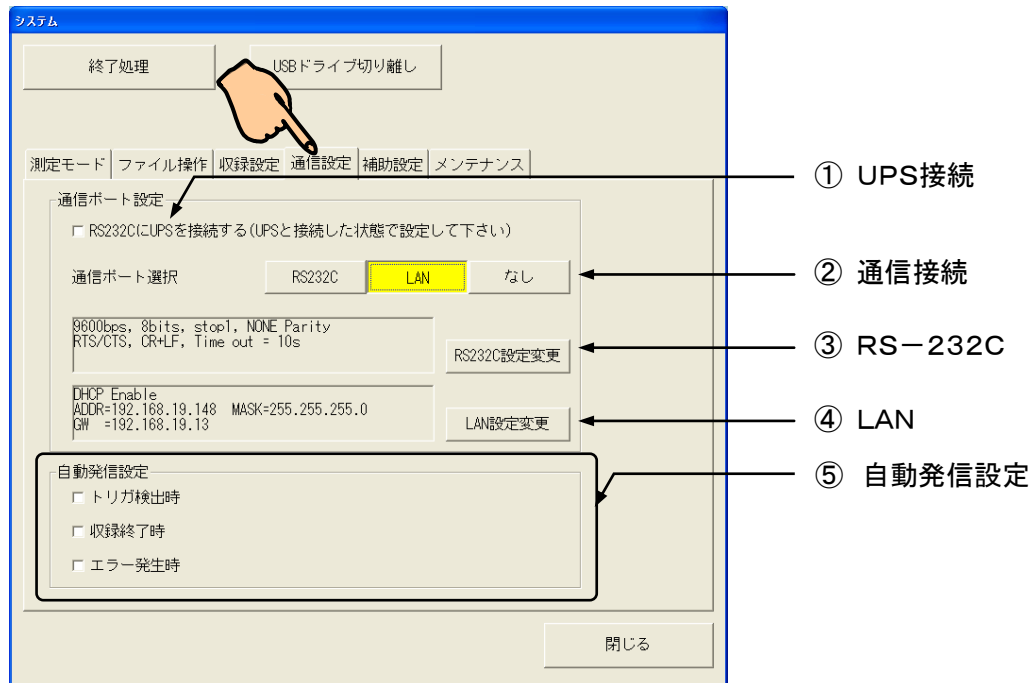 システム
終了処理
USBドライブ切り離し
測定モード ファイル操作 収録設定 通信設定 補助設定 メンテナンス
通信ポート設定
RS232CにUPSを接続する(UPSと接続した状態で設定して下さい)
通信ポート選択
RS232C
LAN
なし
9600bps, 8bits, stop1, NONE Parity
RTS/CTS, CR+LF, Time out = 10s
RS232C設定変更
DHCP Enable
ADDR=192.168.19.148 MASK=255.255.255.0
GW =192.168.19.13
LAN設定変更
自動発信設定
トリガ検出時
収録終了時
エラー発生時
閉じる
① UPS接続
② 通信接続
③ RS－232C
④ LAN
⑤ 自動発信設定